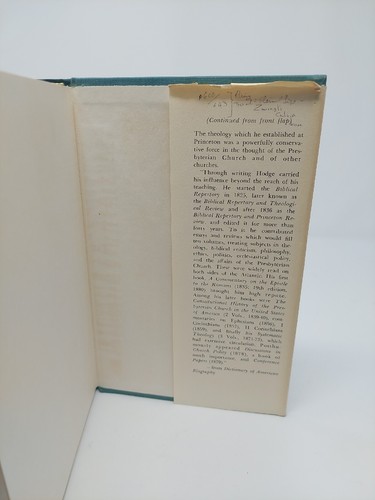 (Continued from front flap)
The theology which he established at
Princeton was a powerfully conserva-
tive force in the thought of the Pres-
byterian Church and of other
churches.
"Through writing Hodge carried
his influence beyond the reach of his
teaching. He started the Biblical
Repertory in 1825, later known as
the Biblical Repertory and Theologi-
cal Review and after 1836 as the
Biblical Repertory and Princeton Re-
view, and edited it for more than
forty years. To it he contributed
essays and reviews which would fill
ten volumes, treating subjects in the-
ology, biblical criticism, philosophy,
ethics, politics, ecclesiastical policy,
and the affairs of the Presbyterian
Church. These were widely read on
both sides of the Atlantic. His first
book, A Commentary on the Epistle
to the Romans (1835, 19th edition,
1880), brought him high repute.
Among his later books were The
Constitutional History of the Pres-
byterian Church in the United States
of America (2 Vols., 1839-40), com-
mentaries on Ephesians (1856), I
Corinthians (1857), II Corinthians
(1859), and finally his Systematic
Theology (3 Vols., 1872-73), which
had extensive circulation. Posthu-
mously appeared Discussions in
Church Polity (1878), a book of
much importance, and Conference
Papers (1879)."
—from Dictionary of American
Biography